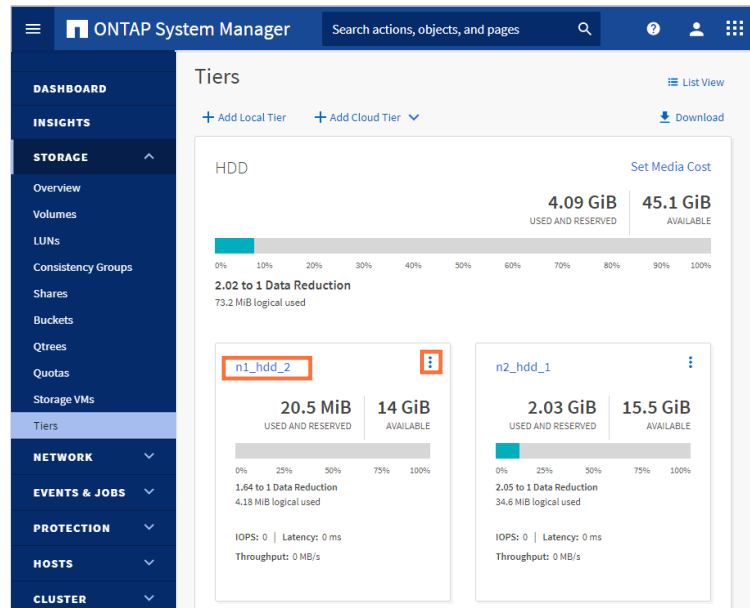 ONTAP System Manager
Search actions, objects, and pages
?
DASHBOARD
INSIGHTS
STORAGE
Overview
Volumes
LUNs
Consistency Groups
Shares
Buckets
Qtrees
Quotas
Storage VMs
Tiers
NETWORK
EVENTS & JOBS
PROTECTION
HOSTS
CLUSTER
Tiers
List View
+ Add Local Tier + Add Cloud Tier
Download
HDD
Set Media Cost
4.09 GiB 45.1 GiB
USED AND RESERVED AVAILABLE
0% 10% 20% 30% 40% 50% 60% 70% 80% 90% 100%
2.02 to 1 Data Reduction
73.2 MiB logical used
n1_hdd_2
20.5 MiB 14 GiB
USED AND RESERVED AVAILABLE
0% 25% 50% 75% 100%
1.64 to 1 Data Reduction
4.18 MiB logical used
IOPS: 0 | Latency: 0 ms
Throughput: 0 MB/s
n2_hdd_1
2.03 GiB 15.5 GiB
USED AND RESERVED AVAILABLE
0% 25% 50% 75% 100%
2.05 to 1 Data Reduction
34.6 MiB logical used
IOPS: 0 | Latency: 0 ms
Throughput: 0 MB/s